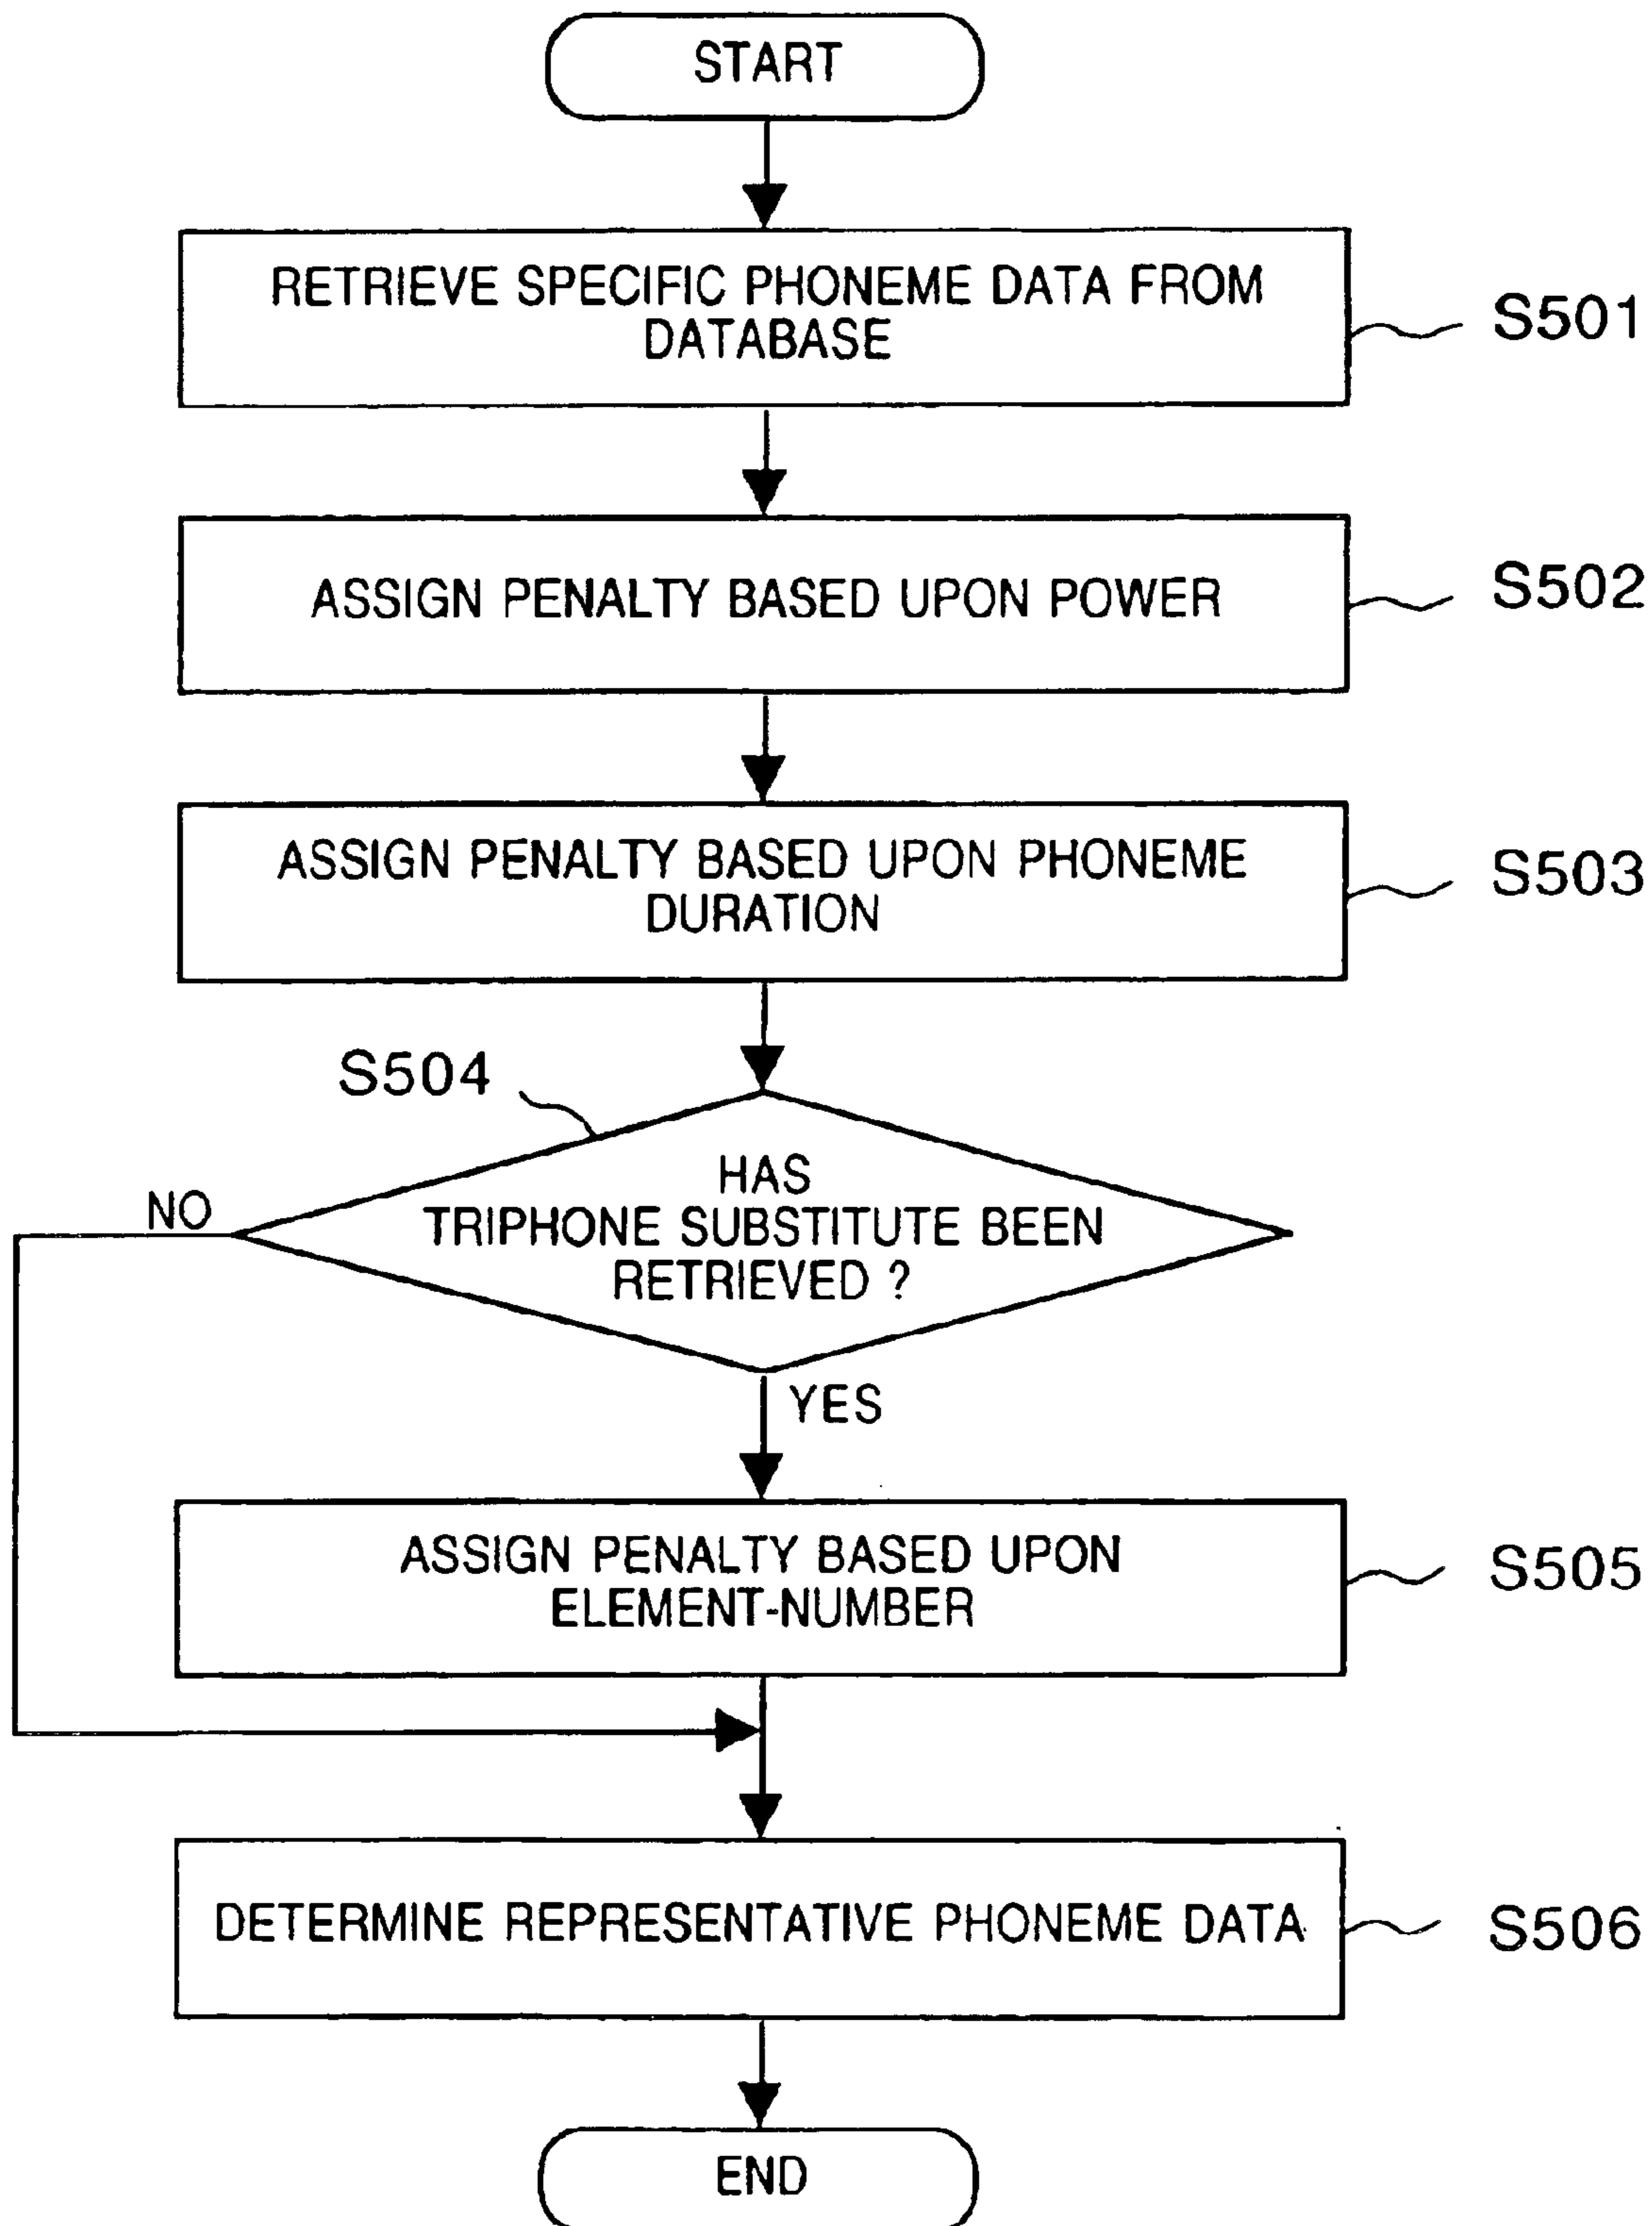 START
RETRIEVE SPECIFIC PHONEME DATA FROM
DATABASE
S501
ASSIGN PENALTY BASED UPON POWER
S502
ASSIGN PENALTY BASED UPON PHONEME
DURATION
S503
S504
HAS
TRIPHONE SUBSTITUTE BEEN
RETRIEVED ?
NO
YES
ASSIGN PENALTY BASED UPON
ELEMENT-NUMBER
S505
DETERMINE REPRESENTATIVE PHONEME DATA
S506
END